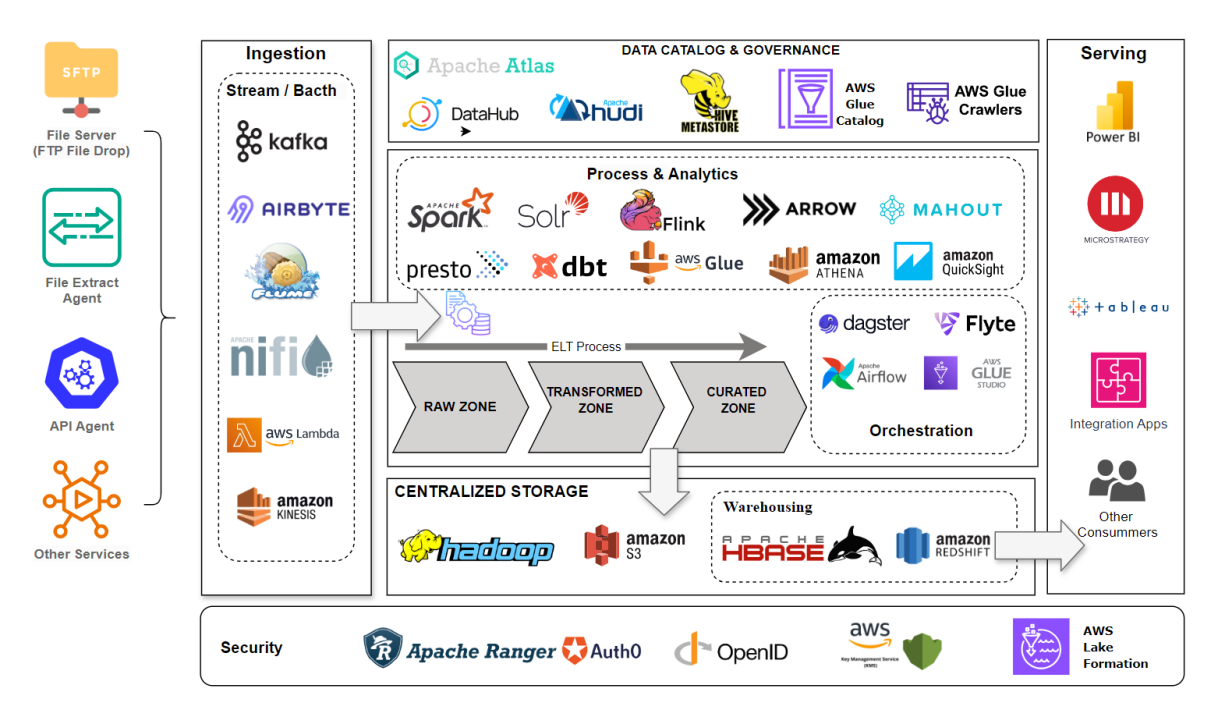 SFTP
File Server
(FTP File Drop)
File Extract
Agent
API Agent
Other Services
Ingestion
Stream / Bacth
kafka
AIRBYTE
FLUME
APACHE
nifi
aws Lambda
amazon
KINESIS
DATA CATALOG & GOVERNANCE
Apache Atlas
DataHub
Apache
hudi
HIVE
METASTORE
AWS
Glue
Catalog
AWS Glue
Crawlers
Process & Analytics
APACHE
Spark
Solr
Flink
ARROW
MAHOUT
presto
dbt
aws Glue
amazon
ATHENA
amazon
QuickSight
ELT Process
RAW ZONE
TRANSFORMED
ZONE
CURATED
ZONE
dagster
Flyte
Apache
Airflow
AWS
GLUE
STUDIO
Orchestration
CENTRALIZED STORAGE
hadoop
amazon
S3
Warehousing
APACHE
HBASE
amazon
REDSHIFT
Serving
Power BI
MICROSTRATEGY
+ableau
Integration Apps
Other
Consummers
Security
R
Apache Ranger
Auth0
OpenID
aws
Key Management Service
(KMS)
AWS
Lake
Formation